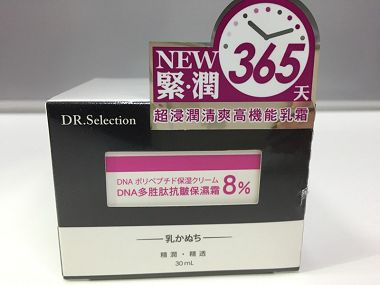 NEW
緊·潤
365
天
超浸潤清爽高機能乳霜
DR.Selection
DNA ポリペプチド保湿クリーム
DNA多胜肽抗皺保濕霜 8%
乳かぬち
精潤・精透
30mL